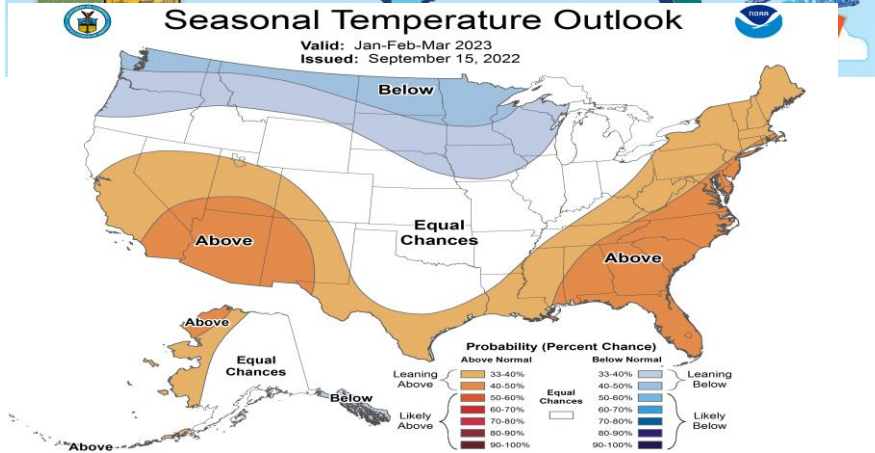 Seasonal Temperature Outlook
NOAA
Valid: Jan-Feb-Mar 2023
Issued: September 15, 2022
Below
Equal
Chances
Above
Above
Above
Equal
Chances
Below
Above
Probability (Percent Chance)
Above Normal
Below Normal
Leaning
Above
33-40%
40-50%
Likely
Above
50-60%
60-70%
70-80%
80-90%
90-100%
Equal
Chances
33-40%
40-50%
Leaning
Below
50-60%
60-70%
70-80%
80-90%
90-100%
Likely
Below